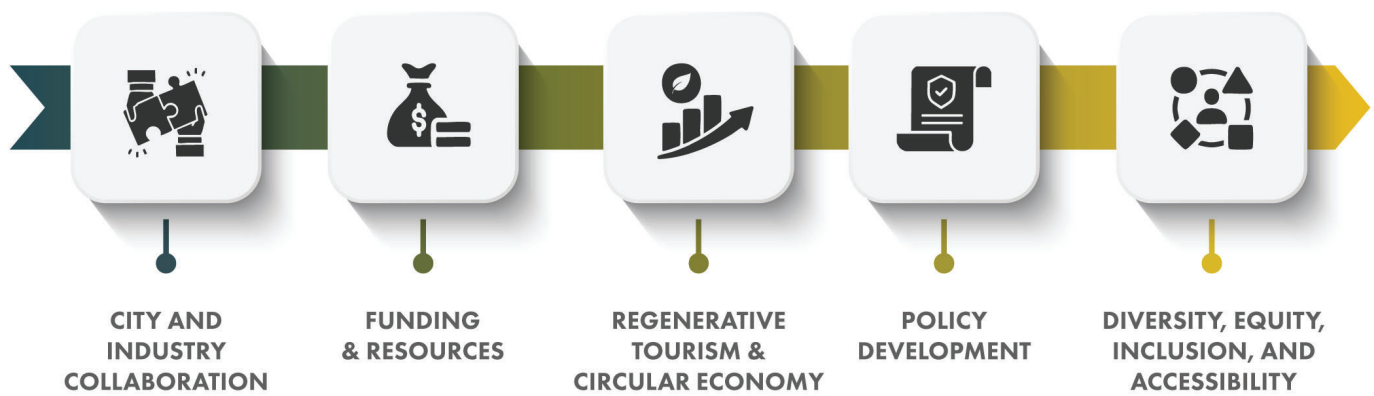 $
CITY AND
INDUSTRY
COLLABORATION
FUNDING
& RESOURCES
REGENERATIVE
TOURISM &
CIRCULAR ECONOMY
POLICY
DEVELOPMENT
DIVERSITY, EQUITY,
INCLUSION, AND
ACCESSIBILITY